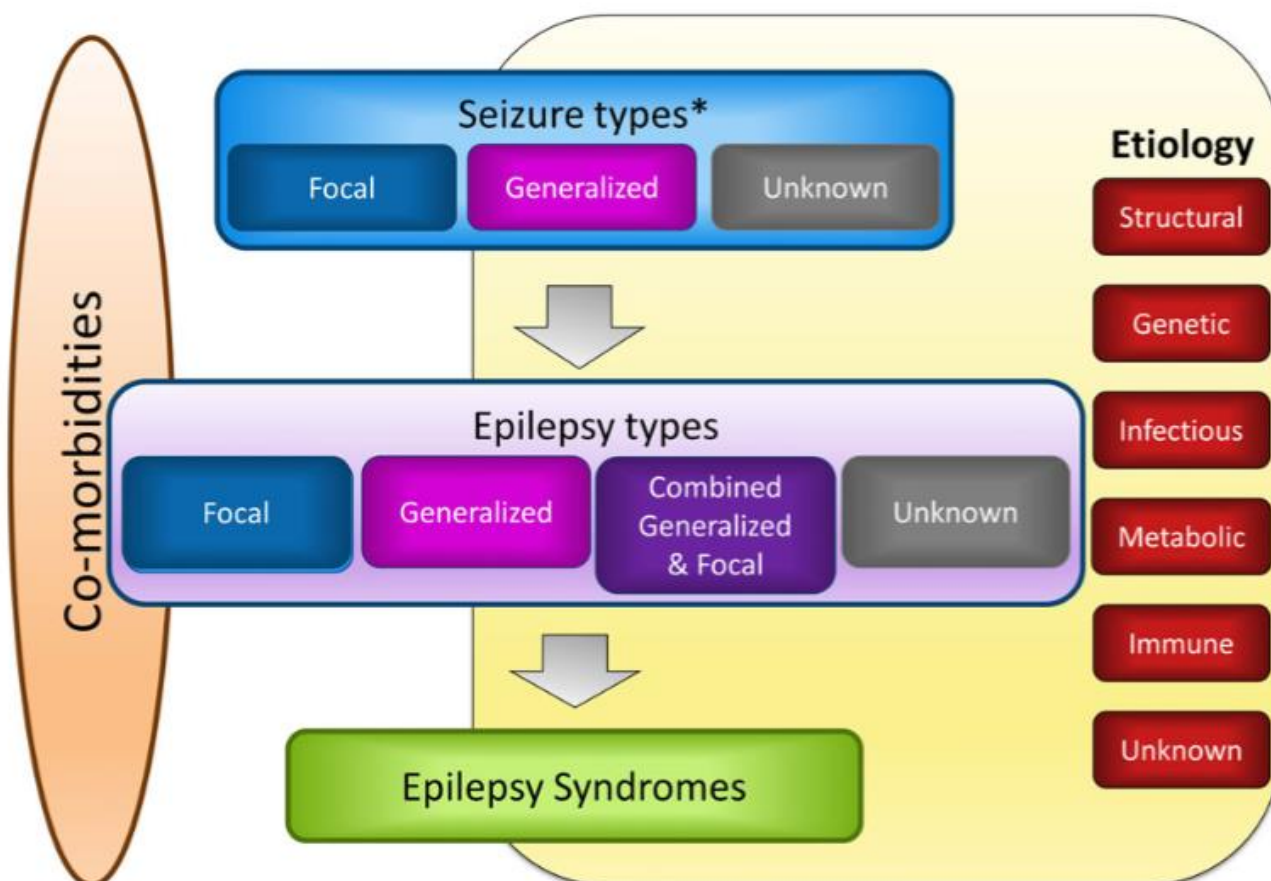 Co-morbidities
Seizure types*
Focal
Generalized
Unknown
Epilepsy types
Focal
Generalized
Combined
Generalized
& Focal
Unknown
Epilepsy Syndromes
Etiology
Structural
Genetic
Infectious
Metabolic
Immune
Unknown